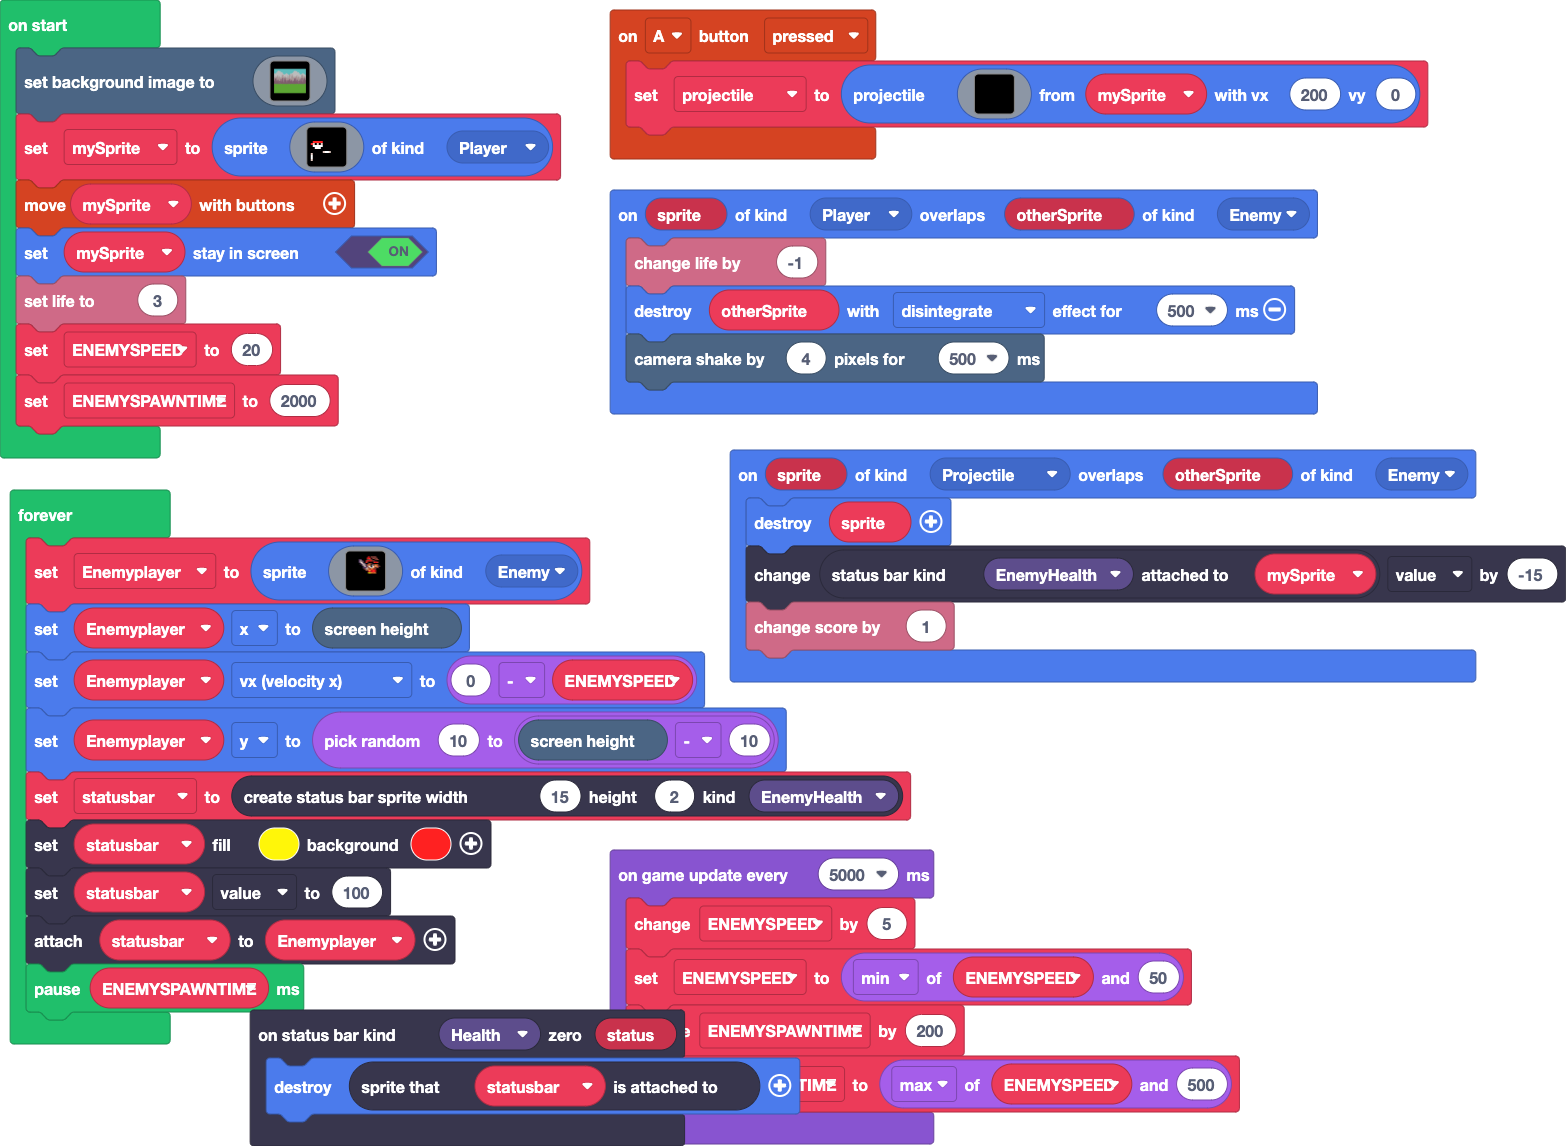 on start
set background image to
set mySprite to sprite of kind Player
move mySprite with buttons
set mySprite stay in screen ON
set life to 3
set ENEMYSPEED to 20
set ENEMYSPAWNTIME to 2000
on A button pressed
set projectile to projectile from mySprite with vx 200 vy 0
on sprite of kind Player overlaps otherSprite of kind Enemy
change life by -1
destroy otherSprite with disintegrate effect for 500 ms
camera shake by 4 pixels for 500 ms
on sprite of kind Projectile overlaps otherSprite of kind Enemy
destroy sprite
change status bar kind EnemyHealth attached to mySprite value by -15
change score by 1
forever
set Enemyplayer to sprite of kind Enemy
set Enemyplayer x to screen height
set Enemyplayer vx (velocity x) to 0 - ENEMYSPEED
set Enemyplayer y to pick random 10 to screen height - 10
set statusbar to create status bar sprite width 15 height 2 kind EnemyHealth
set statusbar fill background
set statusbar value to 100
attach statusbar to Enemyplayer
pause ENEMYSPAWNTIME ms
on game update every 5000 ms
change ENEMYSPEED by 5
set ENEMYSPEED to min of ENEMYSPEED and 50
ENEMYSPAWNTIME by 200
to max of ENEMYSPEED and 500
on status bar kind Health zero status
destroy sprite that statusbar is attached to